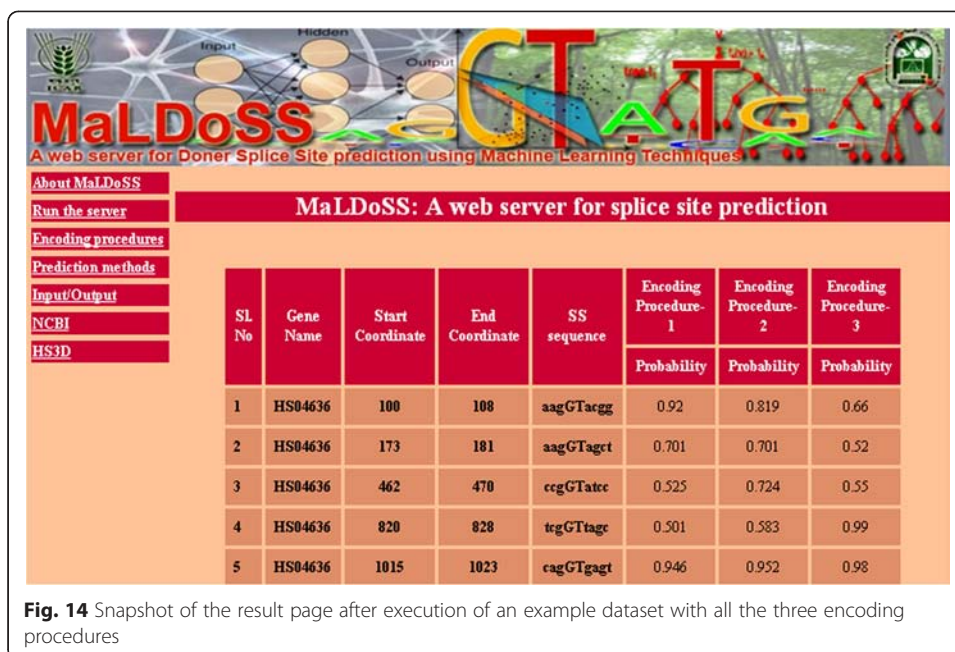 Input
Hidden
Output
ICAR
GT
A G A T G A
MaLDoSS
A web server for Doner Splice Site prediction using Machine Learning Techniques
About MaLDoSS
Run the server
Encoding procedures
Prediction methods
Input/Output
NCBI
HS3D
MaLDoSS: A web server for splice site prediction
SL No Gene Name Start Coordinate End Coordinate SS sequence Encoding Procedure-1 Encoding Procedure-2 Encoding Procedure-3
Probability Probability Probability
1 HS04636 100 108 aagGTacgg 0.92 0.819 0.66
2 HS04636 173 181 aagGTagct 0.701 0.701 0.52
3 HS04636 462 470 ccgGTatcc 0.525 0.724 0.55
4 HS04636 820 828 tcgGTtagc 0.501 0.583 0.99
5 HS04636 1015 1023 cagGTgagt 0.946 0.952 0.98
Fig. 14 Snapshot of the result page after execution of an example dataset with all the three encoding
procedures